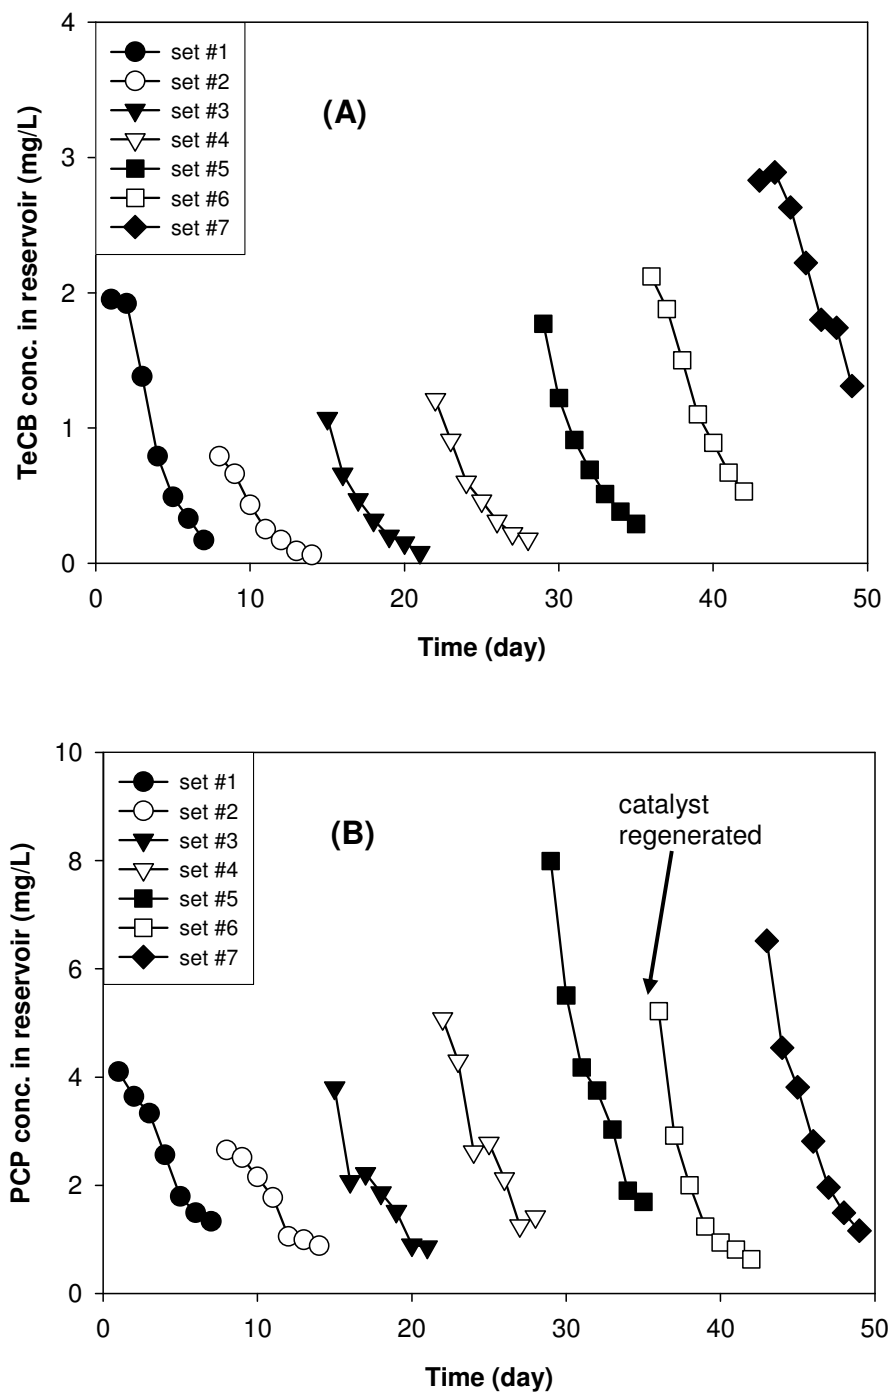 4
3
2
1
0
TeCB conc. in reservoir (mg/L)
set #1
set #2
set #3
set #4
set #5
set #6
set #7
(A)
0
10
20
30
40
50
Time (day)
10
8
6
4
2
0
PCP conc. in reservoir (mg/L)
set #1
set #2
set #3
set #4
set #5
set #6
set #7
(B)
catalyst
regenerated
0
10
20
30
40
50
Time (day)